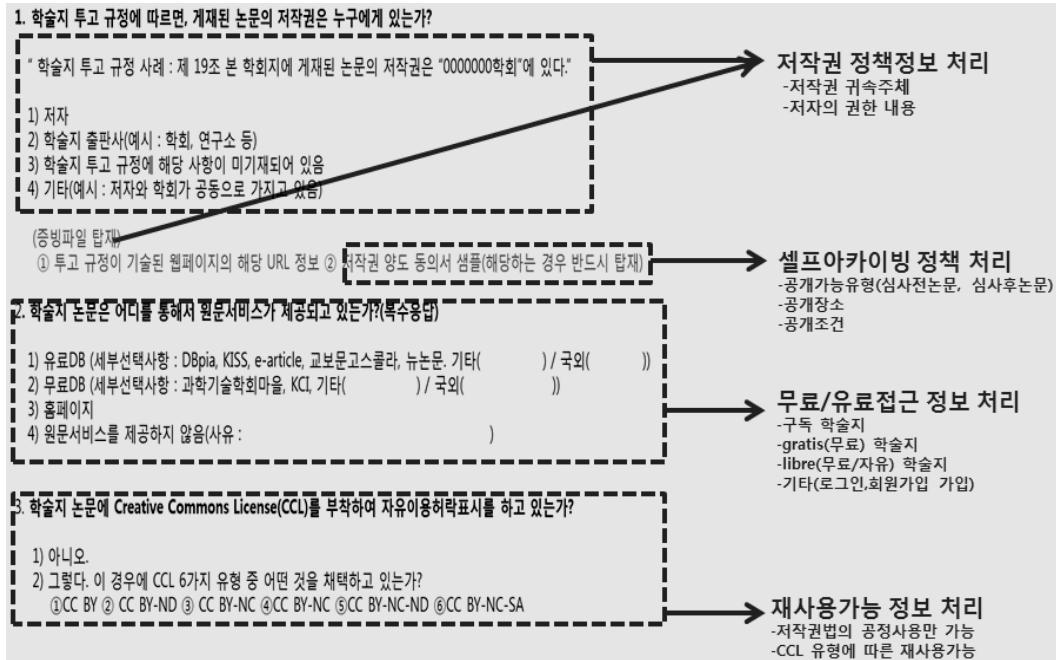 1. 학술지 투고 규정에 따르면, 게재된 논문의 저작권은 누구에게 있는가?
" 학술지 투고 규정 사례 : 제 19조 본 학회지에 게재된 논문의 저작권은 “0000000학회”에 있다.”
1) 저자
2) 학술지 출판사(예시 : 학회, 연구소 등)
3) 학술지 투고 규정에 해당 사항이 미기재되어 있음
4) 기타(예시 : 저자와 학회가 공동으로 가지고 있음)
(증빙파일 탑재)
① 투고 규정이 기술된 웹페이지의 해당 URL 정보 ② 저작권 양도 동의서 샘플(해당하는 경우 반드시 탑재)
2. 학술지 논문은 어디를 통해서 원문서비스가 제공되고 있는가?(복수응답)
1) 유료DB (세부선택사항 : DBpia, KISS, e-article, 교보문고스콜라, 뉴논문. 기타( ) / 국외( ))
2) 무료DB (세부선택사항 : 과학기술학회마을, KCI, 기타( ) / 국외( ))
3) 홈페이지
4) 원문서비스를 제공하지 않음(사유 : )
3. 학술지 논문에 Creative Commons License(CCL)를 부착하여 자유이용허락표시를 하고 있는가?
1) 아니오.
2) 그렇다. 이 경우에 CCL 6가지 유형 중 어떤 것을 채택하고 있는가?
①CC BY ② CC BY-ND ③ CC BY-NC ④CC BY-NC ⑤CC BY-NC-ND ⑥CC BY-NC-SA
저작권 정책정보 처리
-저작권 귀속주체
-저자의 권한 내용
셀프아카이빙 정책 처리
-공개가능유형(심사전논문, 심사후논문)
-공개장소
-공개조건
무료/유료접근 정보 처리
-구독 학술지
-gratis(무료) 학술지
-libre(무료/자유) 학술지
-기타(로그인,회원가입 가입)
재사용가능 정보 처리
-저작권법의 공정사용만 가능
-CCL 유형에 따른 재사용가능